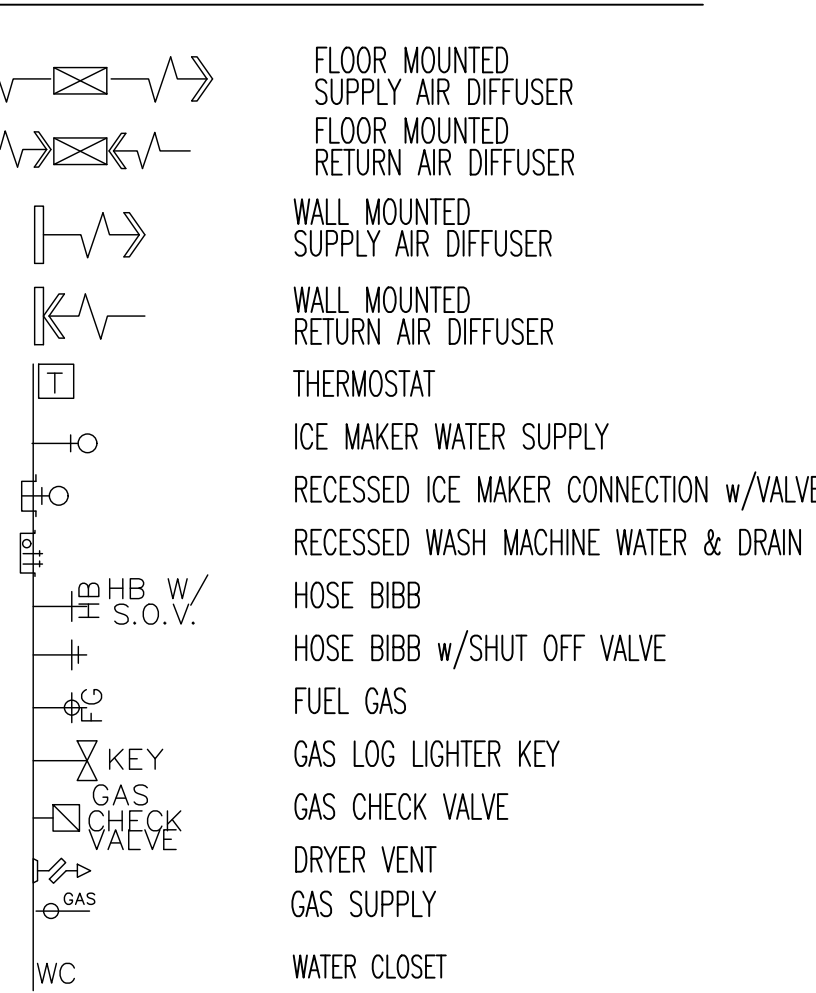 FLOOR MOUNTED
SUPPLY AIR DIFFUSER
FLOOR MOUNTED
RETURN AIR DIFFUSER
WALL MOUNTED
SUPPLY AIR DIFFUSER
WALL MOUNTED
RETURN AIR DIFFUSER
T
THERMOSTAT
ICE MAKER WATER SUPPLY
RECESSED ICE MAKER CONNECTION w/VALVE
RECESSED WASH MACHINE WATER & DRAIN
HB
HB W/
S.O.V.
HOSE BIBB
HOSE BIBB w/SHUT OFF VALVE
FG
FUEL GAS
KEY
GAS LOG LIGHTER KEY
GAS
CHECK
VALVE
GAS CHECK VALVE
DRYER VENT
GAS
GAS SUPPLY
WC
WATER CLOSET